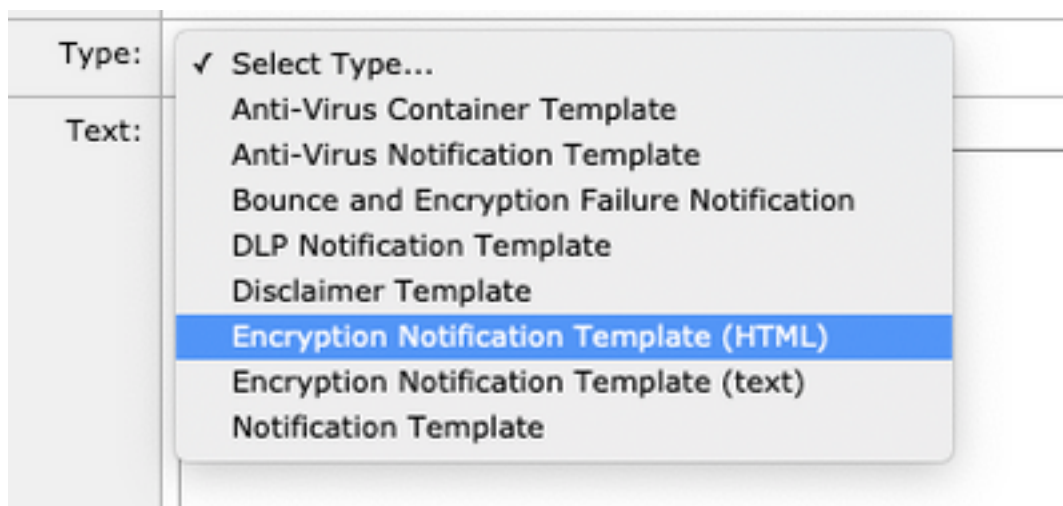 Type:
✓ Select Type...
Anti-Virus Container Template
Text:
Anti-Virus Notification Template
Bounce and Encryption Failure Notification
DLP Notification Template
Disclaimer Template
Encryption Notification Template (HTML)
Encryption Notification Template (text)
Notification Template